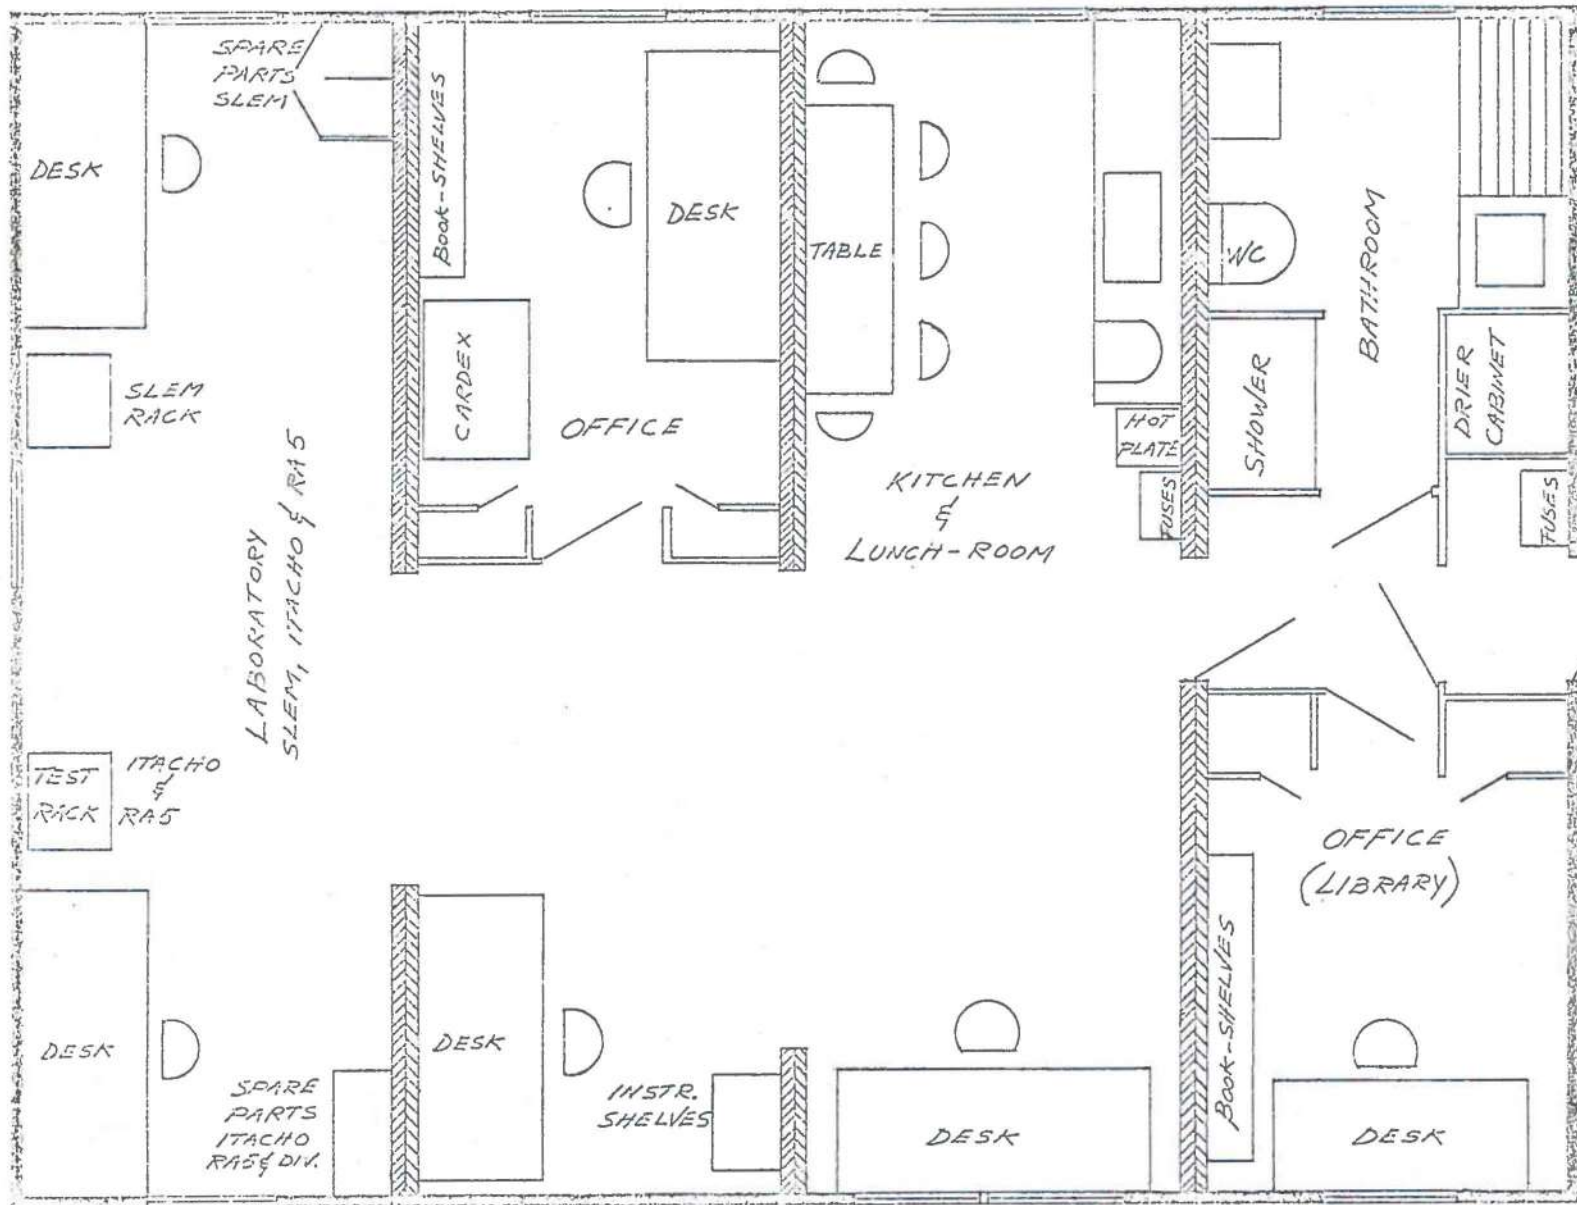 SPARE
PARTS
SLEM
DESK
SLEM
RACK
LABORATORY
SLEM, ITACHO & RA5
TEST
RACK
ITACHO
&
RA5
DESK
SPARE
PARTS
ITACHO
RA5 & DIV.
BOOK-SHELVES
DESK
CARDEX
OFFICE
TABLE
HOT
PLATE
FUSES
KITCHEN
&
LUNCH-ROOM
WC
BATHROOM
SHOWER
DRIER
CABINET
FUSES
DESK
INSTR.
SHELVES
DESK
OFFICE
(LIBRARY)
BOOK-SHELVES
DESK